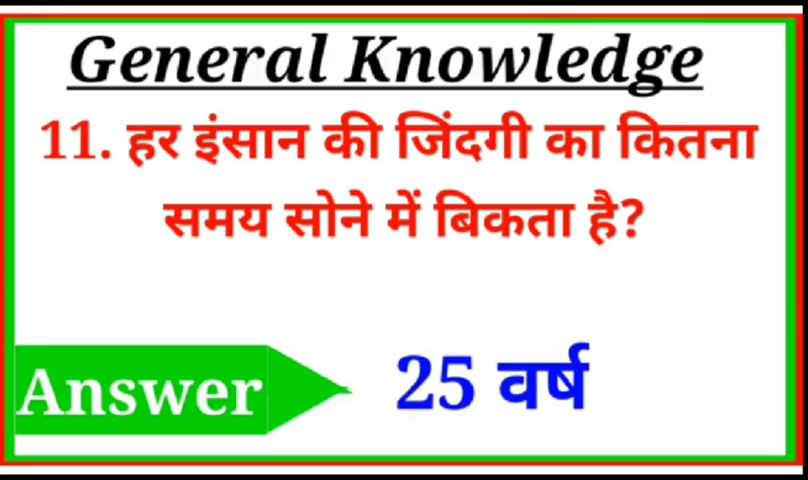 General Knowledge
11. हर इंसान की जिंदगी का कितना
समय सोने में बिकता है?
Answer
25 वर्ष